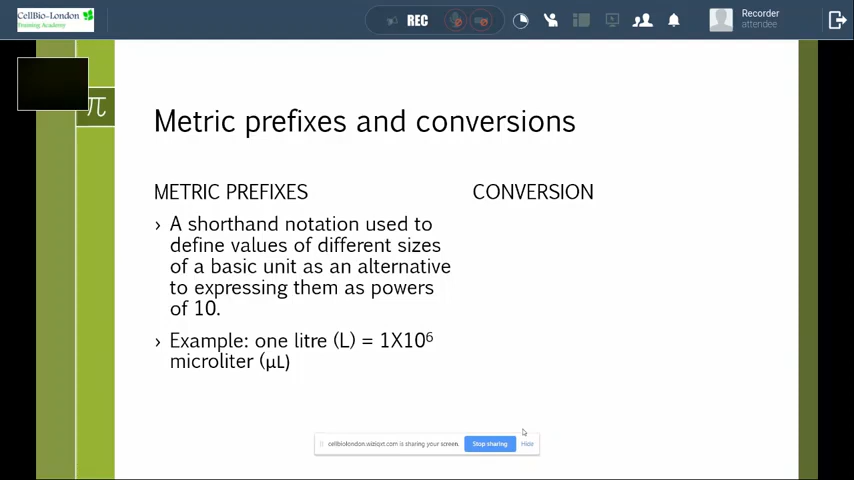 CellBio-London
Training Academy
REC
Recorder
attendee
π
Metric prefixes and conversions
METRIC PREFIXES
› A shorthand notation used to
define values of different sizes
of a basic unit as an alternative
to expressing them as powers
of 10.
› Example: one litre (L) = 1X10⁶
microliter (µL)
CONVERSION
cellbiolondon.wiziqxt.com is sharing your screen.
Stop sharing
Hide